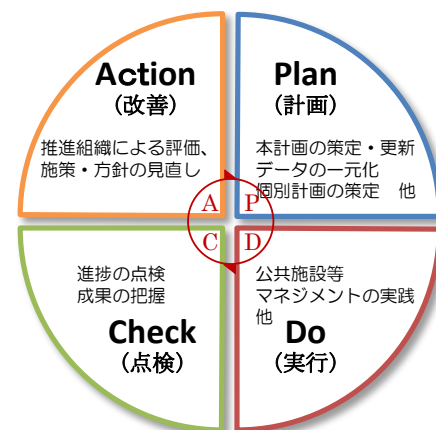 Action
(改善)
推進組織による評価、
施策・方針の見直し
Plan
(計画)
本計画の策定・更新
データの一元化
個別計画の策定　他
A
P
C
D
進捗の点検
成果の把握
Check
(点検)
公共施設等
マネジメントの実践
他
Do
(実行)